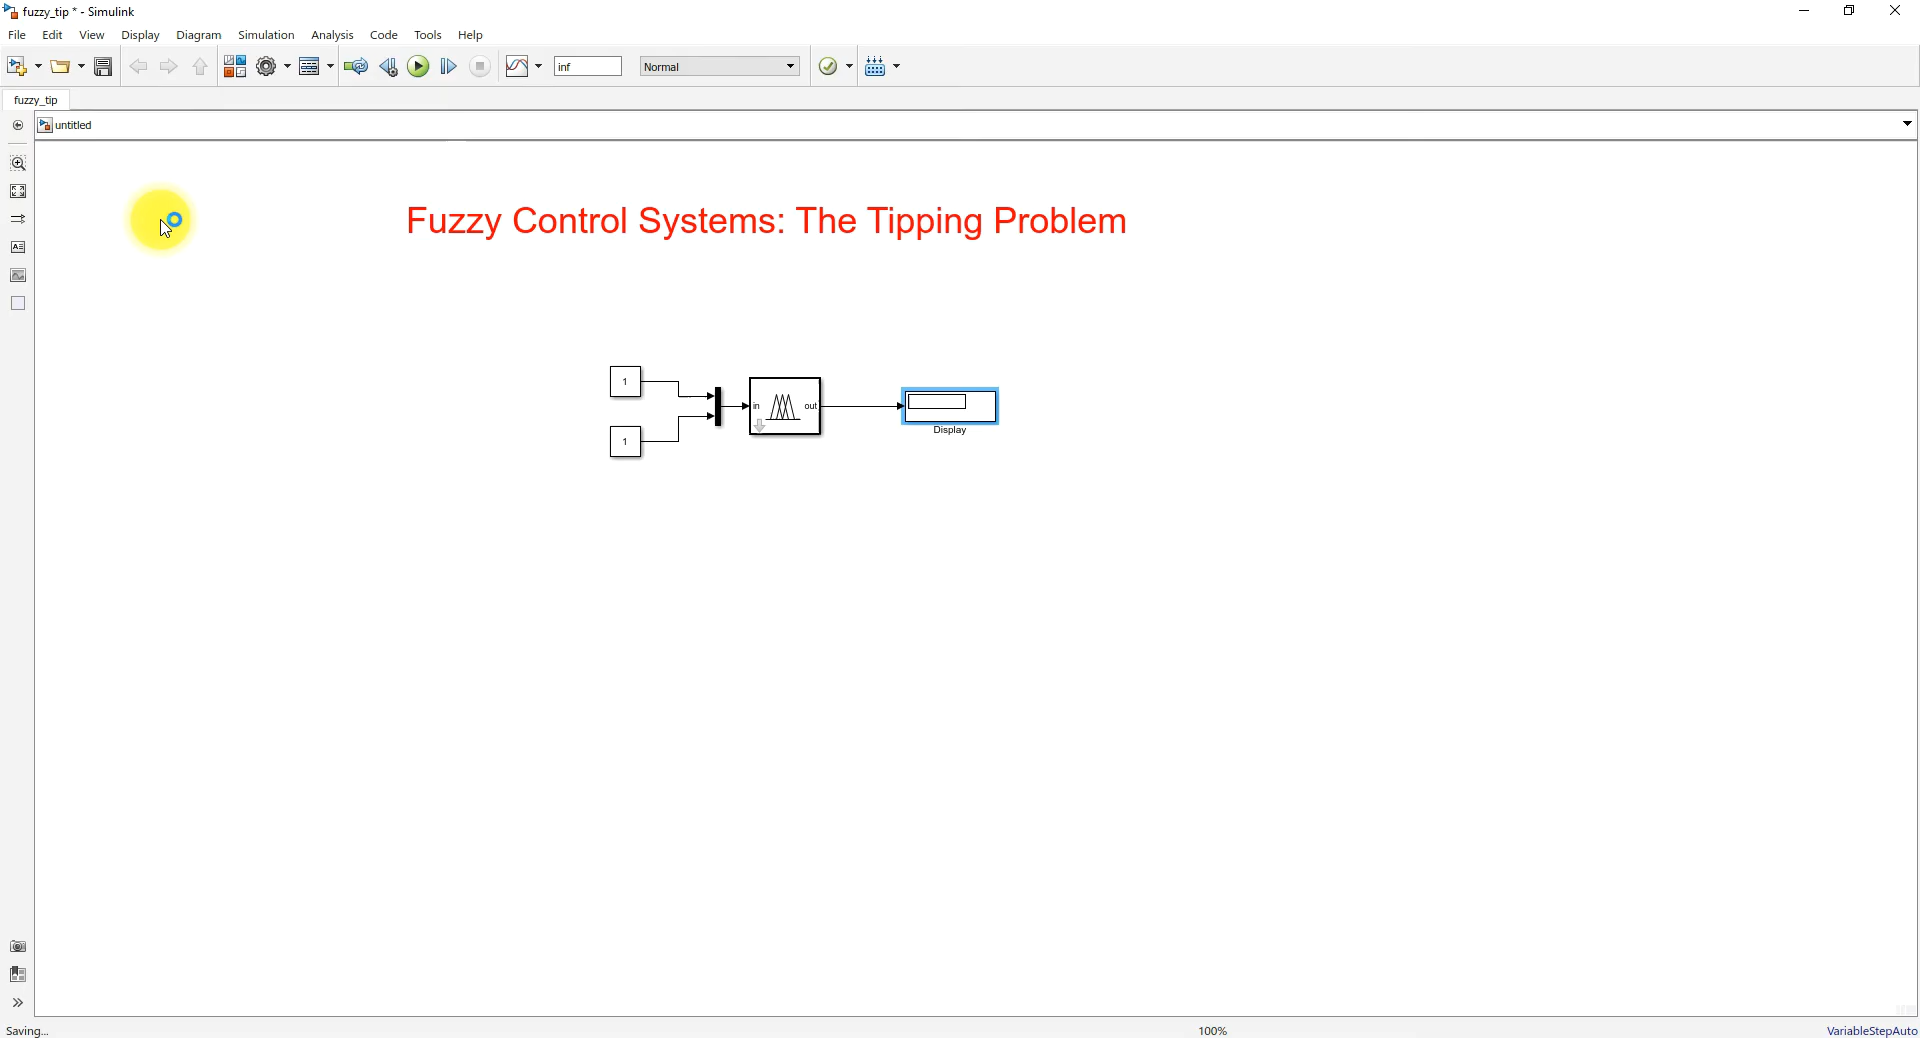 fuzzy_tip * - Simulink
File Edit View Display Diagram Simulation Analysis Code Tools Help
inf Normal
fuzzy_tip
untitled
Fuzzy Control Systems: The Tipping Problem
1
in out
Display
1
Saving... 100% VariableStepAuto